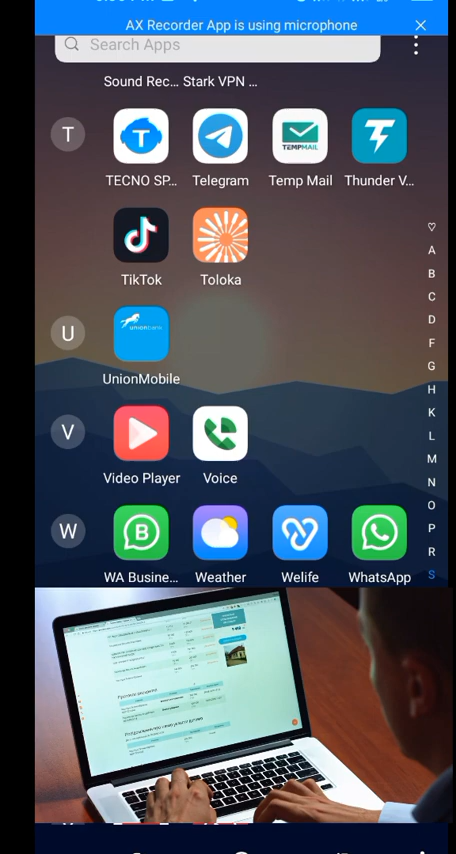 AX Recorder App is using microphone
Search Apps
Sound Rec... Stark VPN ...
T
TECNO SP... Telegram Temp Mail Thunder V...
TEMPMAIL
TikTok Toloka
U
unionbank
UnionMobile
V
Video Player Voice
W
B
WA Busine... Weather Welife WhatsApp
♡
A
B
C
D
F
G
H
K
L
M
N
O
P
R
S